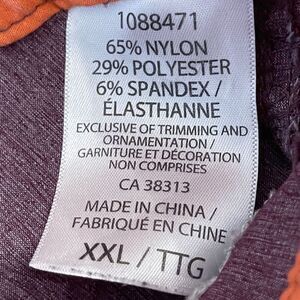 1088471
65% NYLON
29% POLYESTER
6% SPANDEX /
ÉLASTHANNE
EXCLUSIVE OF TRIMMING AND
ORNAMENTATION /
GARNITURE ET DÉCORATION
NON COMPRISES
CA 38313
MADE IN CHINA /
FABRIQUÉ EN CHINE
XXL / TTG